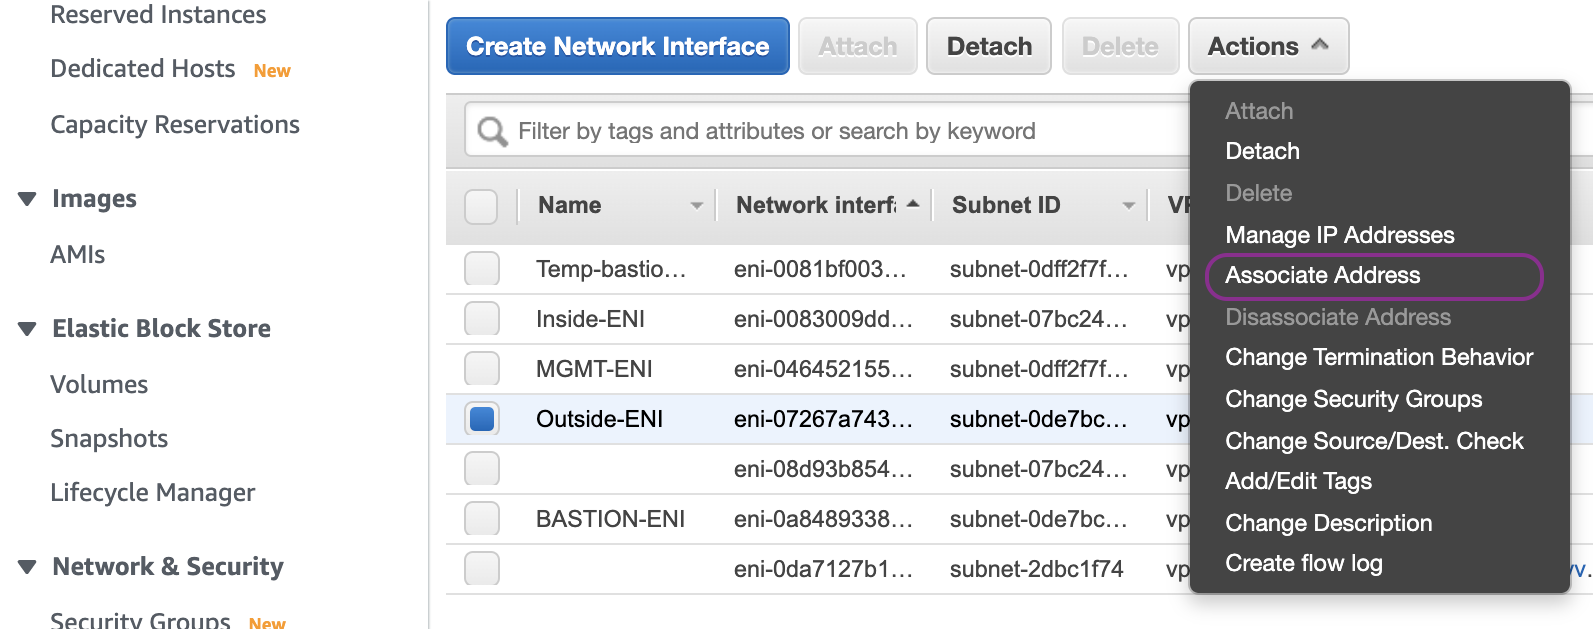 Reserved Instances
Dedicated Hosts New
Capacity Reservations
Images
AMIs
Elastic Block Store
Volumes
Snapshots
Lifecycle Manager
Network & Security
Security Groups New
Create Network Interface Attach Detach Delete Actions
Filter by tags and attributes or search by keyword
Name Network interf Subnet ID
Temp-bastio... eni-0081bf003... subnet-0dff2f7f... vp
Inside-ENI eni-0083009dd... subnet-07bc24... vp
MGMT-ENI eni-046452155... subnet-0dff2f7f... vp
Outside-ENI eni-07267a743... subnet-0de7bc... vp
eni-08d93b854... subnet-07bc24... vp
BASTION-ENI eni-0a8489338... subnet-0de7bc... vp
eni-0da7127b1... subnet-2dbc1f74 vp
Attach
Detach
Delete
Manage IP Addresses
Associate Address
Disassociate Address
Change Termination Behavior
Change Security Groups
Change Source/Dest. Check
Add/Edit Tags
Change Description
Create flow log